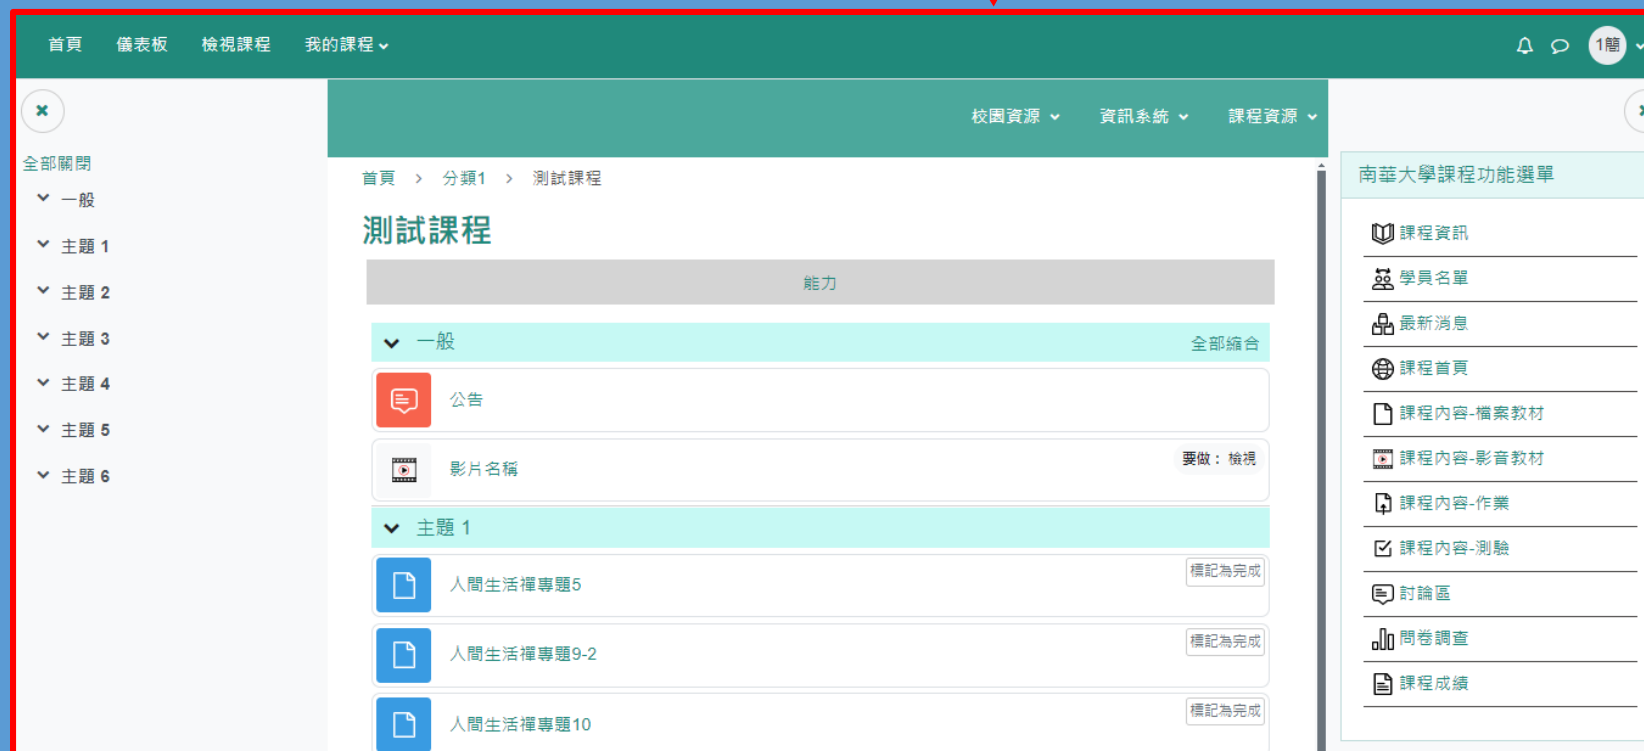 首頁 儀表板 檢視課程 我的課程
1簡
校園資源 資訊系統 課程資源
全部關閉
一般
主題 1
主題 2
主題 3
主題 4
主題 5
主題 6
首頁 > 分類1 > 測試課程
測試課程
能力
一般 全部縮合
公告
影片名稱 要做：檢視
主題 1
人間生活禪專題5 標記為完成
人間生活禪專題9-2 標記為完成
人間生活禪專題10 標記為完成
南華大學課程功能選單
課程資訊
學員名單
最新消息
課程首頁
課程內容-檔案教材
課程內容-影音教材
課程內容-作業
課程內容-測驗
討論區
問卷調查
課程成績